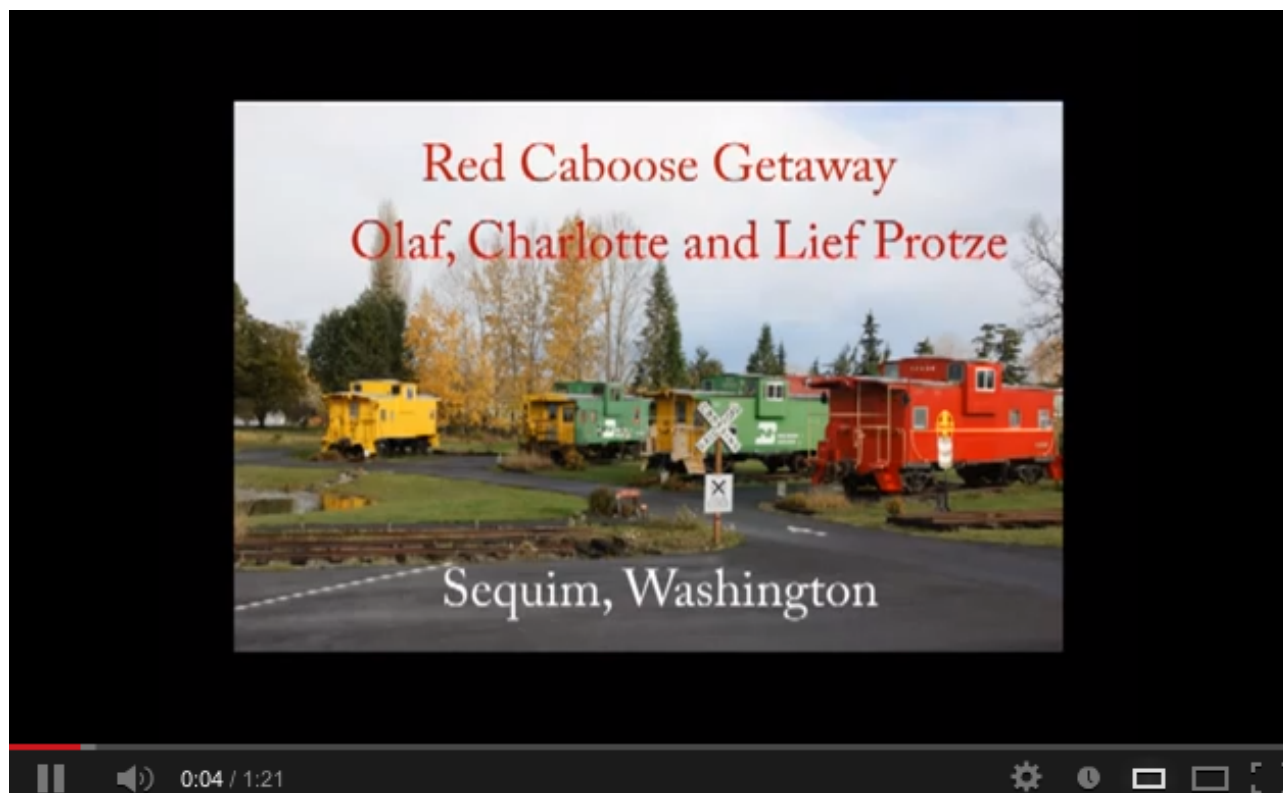 Red Caboose Getaway
Olaf, Charlotte and Lief Protze
Sequim, Washington
0:04 / 1:21